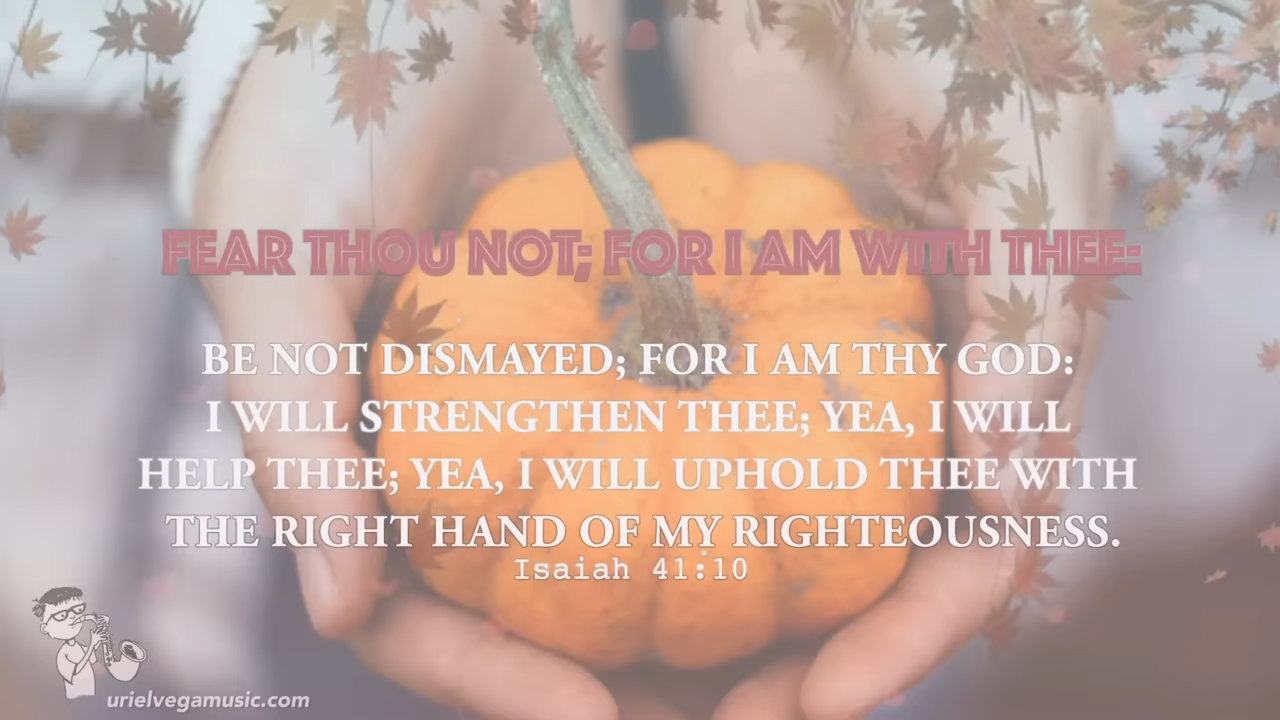 FEAR THOU NOT; FOR I AM WITH THEE:
BE NOT DISMAYED; FOR I AM THY GOD:
I WILL STRENGTHEN THEE; YEA, I WILL
HELP THEE; YEA, I WILL UPHOLD THEE WITH
THE RIGHT HAND OF MY RIGHTEOUSNESS.
Isaiah 41:10
urielvegamusic.com